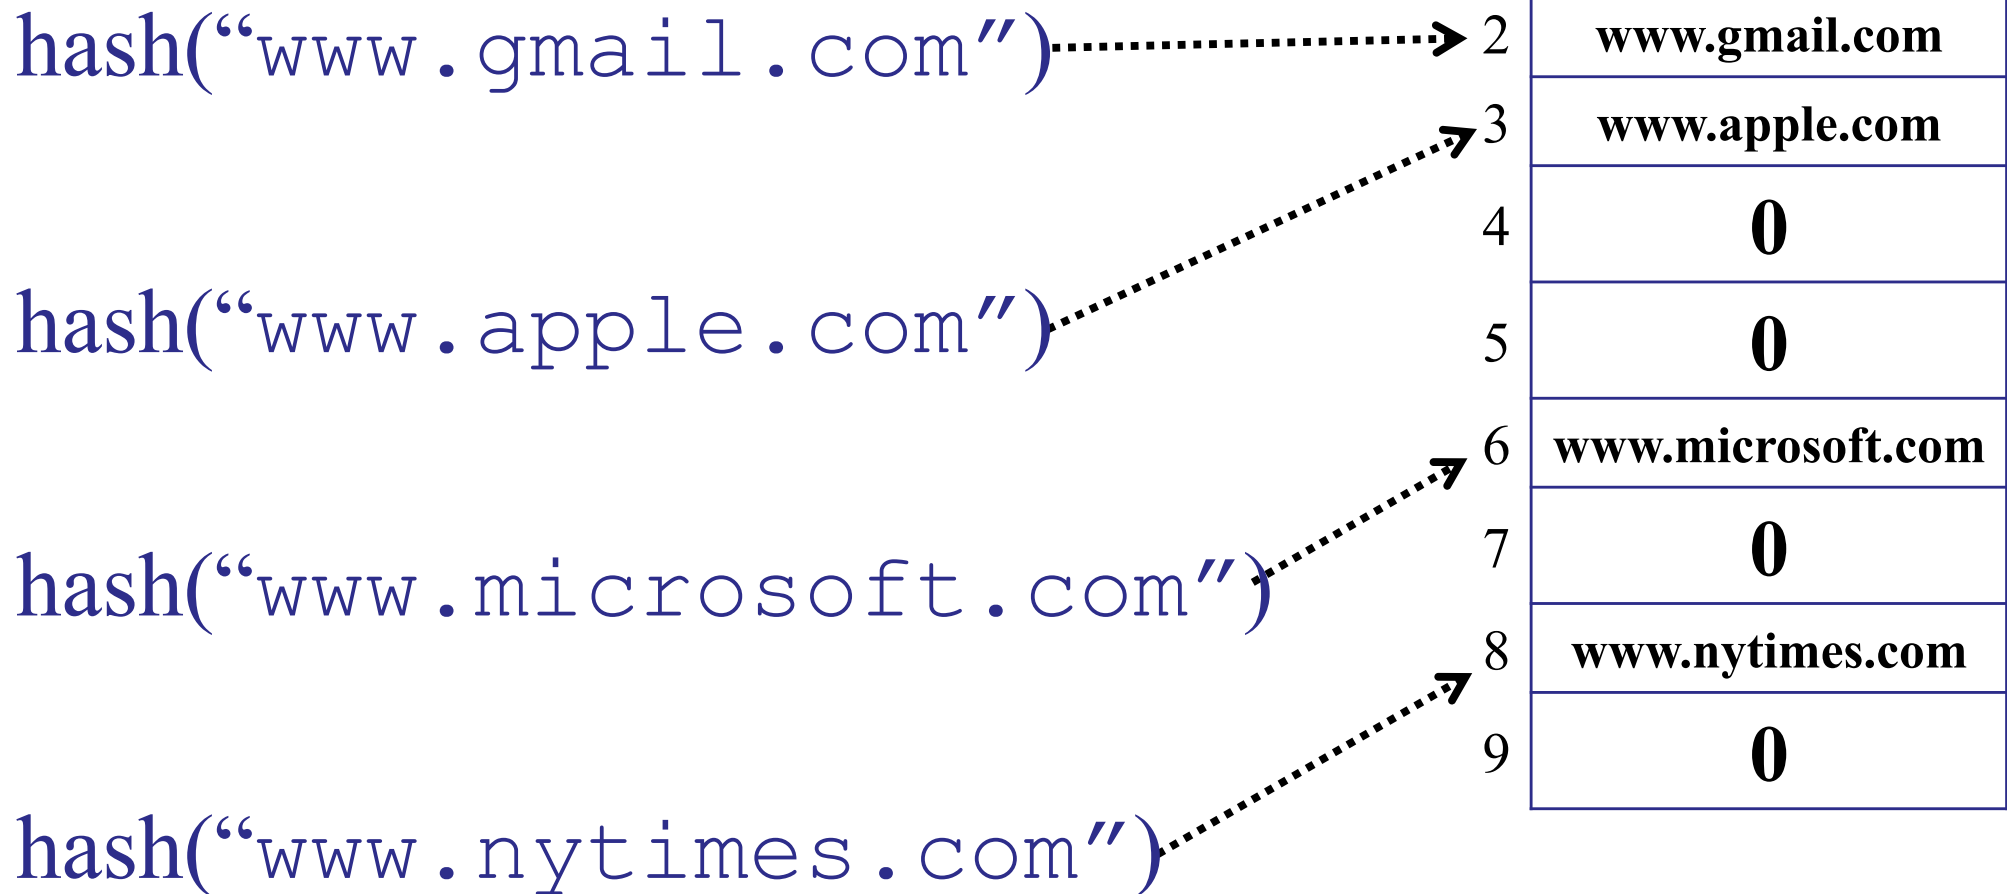 hash(“www.gmail.com”)
2 www.gmail.com
3 www.apple.com
4 0
hash(“www.apple.com”)
5 0
6 www.microsoft.com
7 0
hash(“www.microsoft.com”)
8 www.nytimes.com
9 0
hash(“www.nytimes.com”)